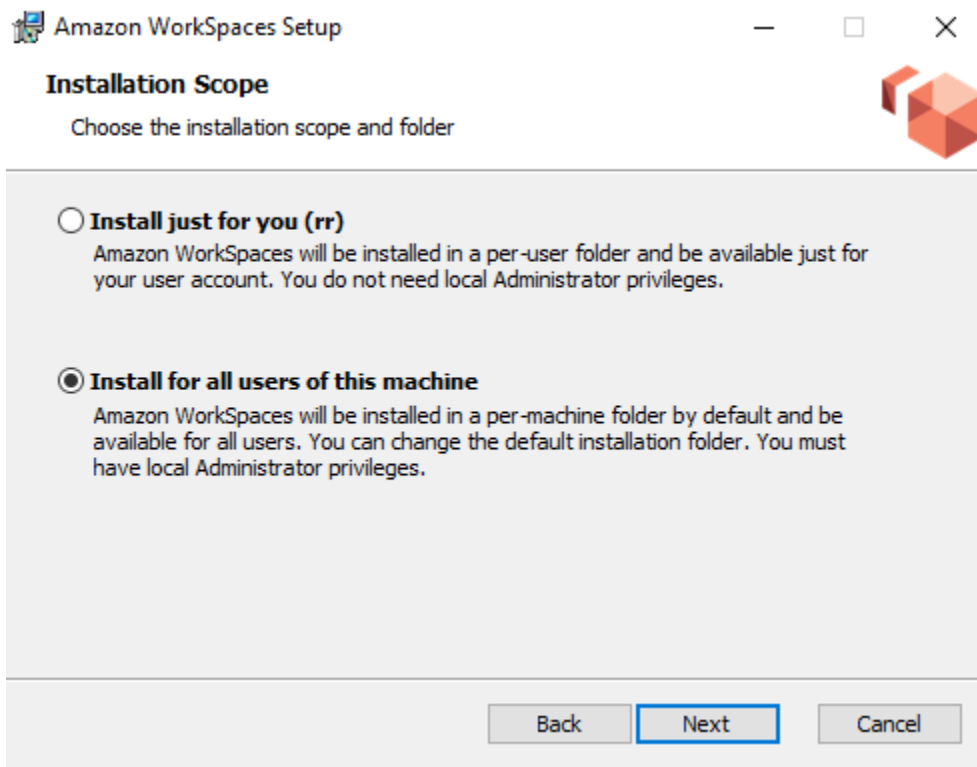 Amazon WorkSpaces Setup
Installation Scope
Choose the installation scope and folder
Install just for you (rr)
Amazon WorkSpaces will be installed in a per-user folder and be available just for
your user account. You do not need local Administrator privileges.
Install for all users of this machine
Amazon WorkSpaces will be installed in a per-machine folder by default and be
available for all users. You can change the default installation folder. You must
have local Administrator privileges.
Back Next Cancel